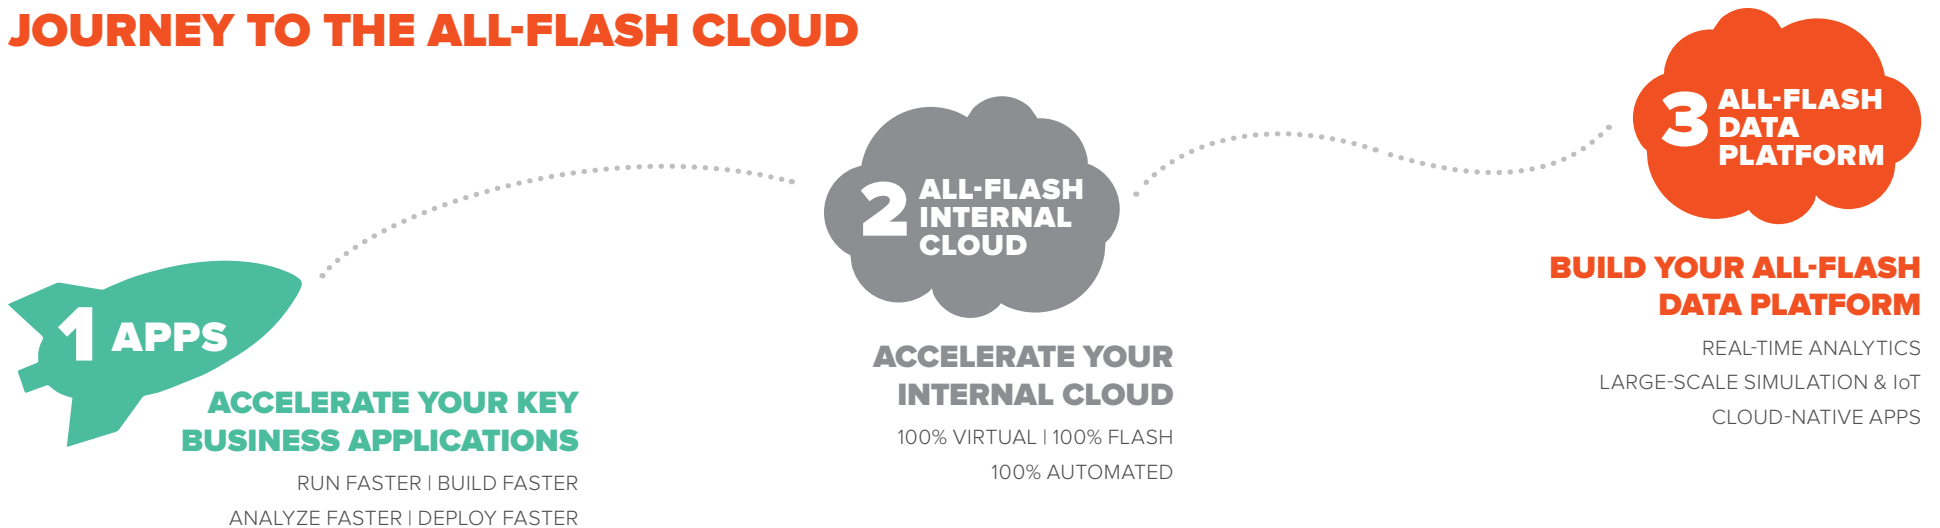 JOURNEY TO THE ALL-FLASH CLOUD
1 APPS
ACCELERATE YOUR KEY
BUSINESS APPLICATIONS
RUN FASTER | BUILD FASTER
ANALYZE FASTER | DEPLOY FASTER
2 ALL-FLASH
INTERNAL
CLOUD
ACCELERATE YOUR
INTERNAL CLOUD
100% VIRTUAL | 100% FLASH
100% AUTOMATED
3 ALL-FLASH
DATA
PLATFORM
BUILD YOUR ALL-FLASH
DATA PLATFORM
REAL-TIME ANALYTICS
LARGE-SCALE SIMULATION & IoT
CLOUD-NATIVE APPS